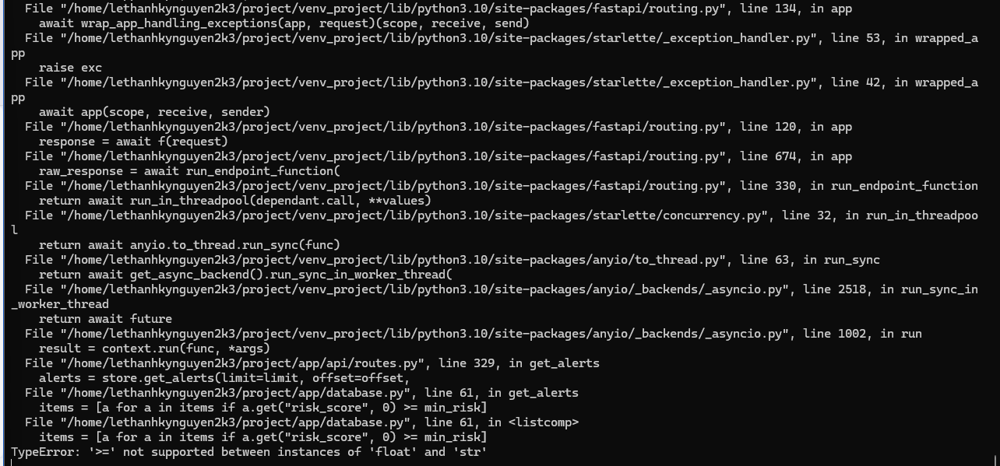 File "/home/lethanhkynguyen2k3/project/venv_project/lib/python3.10/site-packages/fastapi/routing.py", line 134, in app
await wrap_app_handling_exceptions(app, request)(scope, receive, send)
File "/home/lethanhkynguyen2k3/project/venv_project/lib/python3.10/site-packages/starlette/_exception_handler.py", line 53, in wrapped_a
pp
raise exc
File "/home/lethanhkynguyen2k3/project/venv_project/lib/python3.10/site-packages/starlette/_exception_handler.py", line 42, in wrapped_a
pp
await app(scope, receive, sender)
File "/home/lethanhkynguyen2k3/project/venv_project/lib/python3.10/site-packages/fastapi/routing.py", line 120, in app
response = await f(request)
File "/home/lethanhkynguyen2k3/project/venv_project/lib/python3.10/site-packages/fastapi/routing.py", line 674, in app
raw_response = await run_endpoint_function(
File "/home/lethanhkynguyen2k3/project/venv_project/lib/python3.10/site-packages/fastapi/routing.py", line 330, in run_endpoint_function
return await run_in_threadpool(dependant.call, **values)
File "/home/lethanhkynguyen2k3/project/venv_project/lib/python3.10/site-packages/starlette/concurrency.py", line 32, in run_in_threadpoo
l
return await anyio.to_thread.run_sync(func)
File "/home/lethanhkynguyen2k3/project/venv_project/lib/python3.10/site-packages/anyio/to_thread.py", line 63, in run_sync
return await get_async_backend().run_sync_in_worker_thread(
File "/home/lethanhkynguyen2k3/project/venv_project/lib/python3.10/site-packages/anyio/_backends/_asyncio.py", line 2518, in run_sync_in
_worker_thread
return await future
File "/home/lethanhkynguyen2k3/project/venv_project/lib/python3.10/site-packages/anyio/_backends/_asyncio.py", line 1002, in run
result = context.run(func, *args)
File "/home/lethanhkynguyen2k3/project/app/api/routes.py", line 329, in get_alerts
alerts = store.get_alerts(limit=limit, offset=offset,
File "/home/lethanhkynguyen2k3/project/app/database.py", line 61, in get_alerts
items = [a for a in items if a.get("risk_score", 0) >= min_risk]
File "/home/lethanhkynguyen2k3/project/app/database.py", line 61, in <listcomp>
items = [a for a in items if a.get("risk_score", 0) >= min_risk]
TypeError: '>=' not supported between instances of 'float' and 'str'